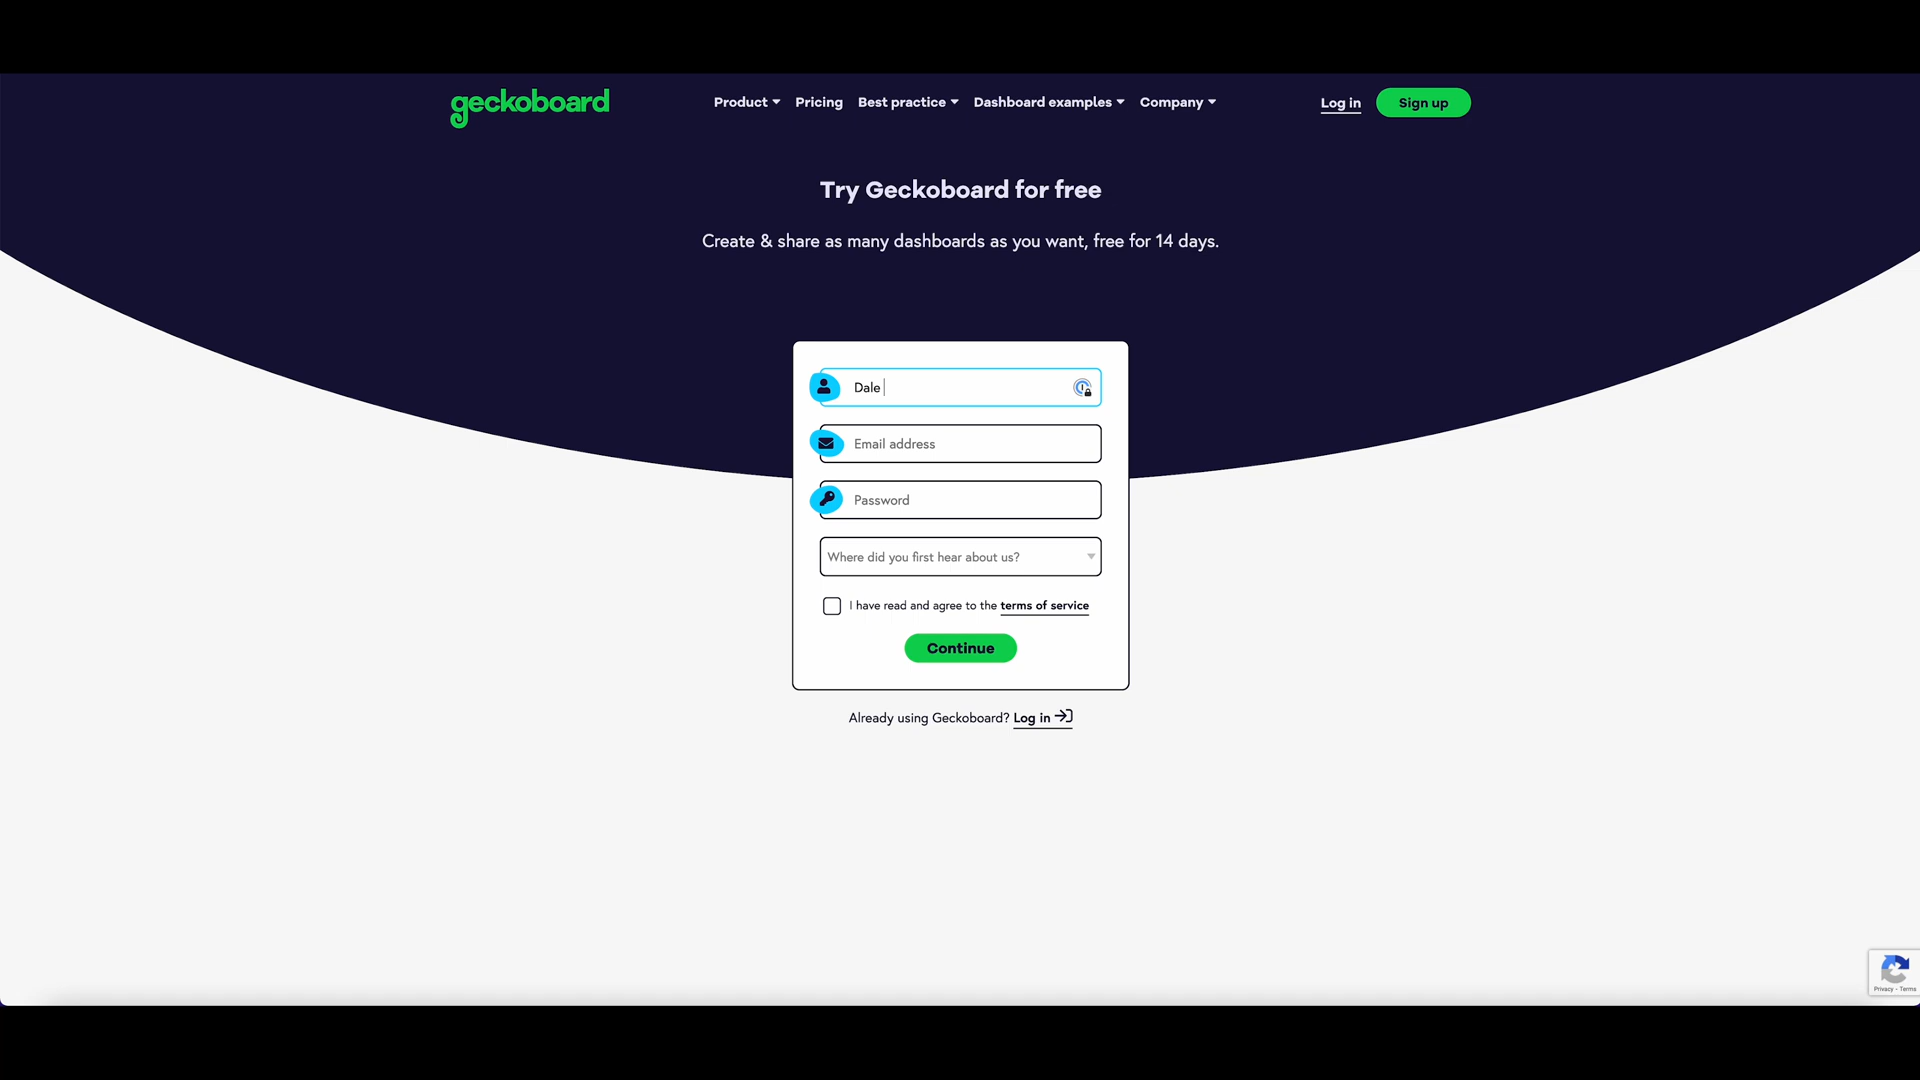 geckoboard
Product Pricing Best practice Dashboard examples Company Log in Sign up
Try Geckoboard for free
Create & share as many dashboards as you want, free for 14 days.
Dale
Email address
Password
Where did you first hear about us?
I have read and agree to the terms of service
Continue
Already using Geckoboard? Log in
Privacy - Terms